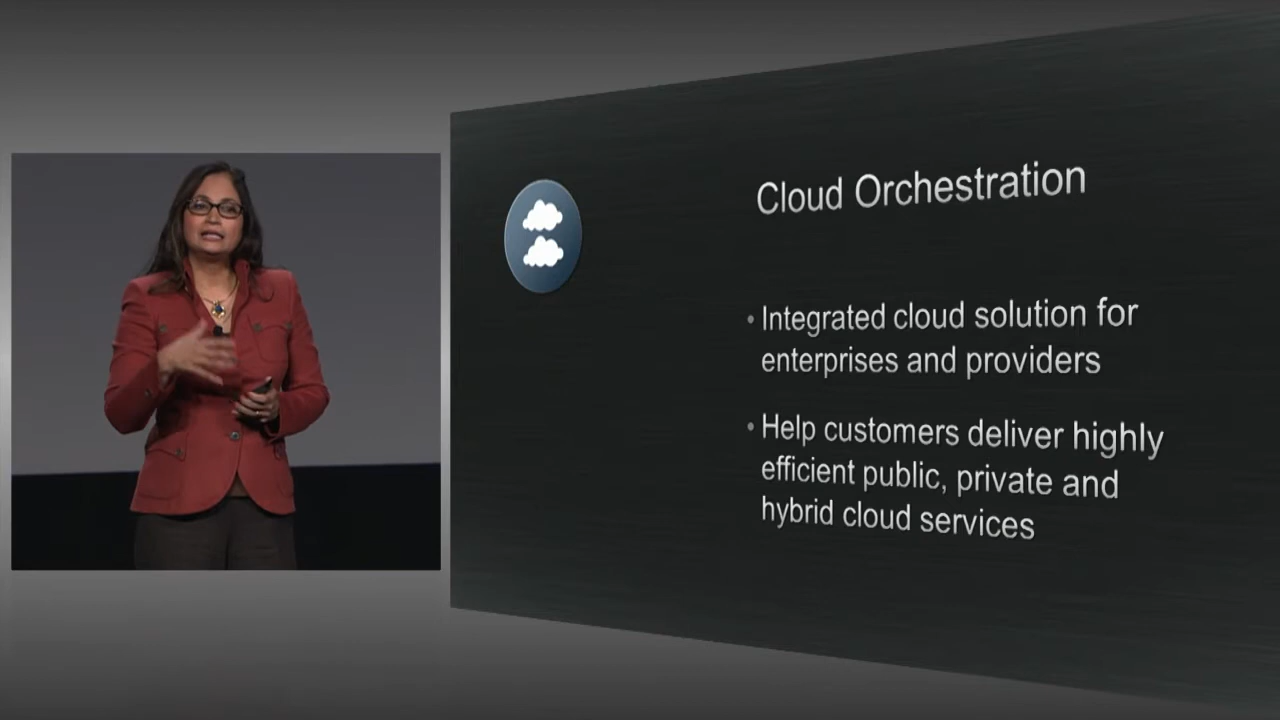 Cloud Orchestration
• Integrated cloud solution for
enterprises and providers
• Help customers deliver highly
efficient public, private and
hybrid cloud services